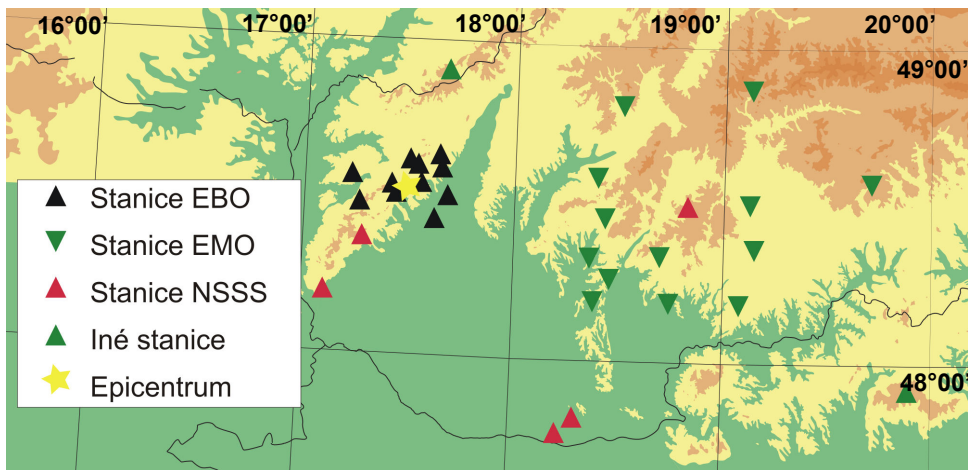 16°00’
17°00’
18°00’
19°00’
20°00’
49°00’
Stanice EBO
Stanice EMO
Stanice NSSS
Iné stanice
Epicentrum
48°00’